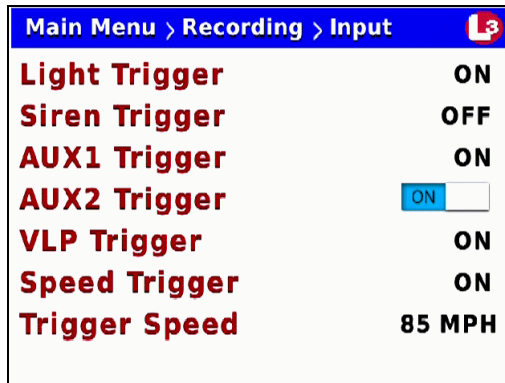 Main Menu > Recording > Input L3
Light Trigger ON
Siren Trigger OFF
AUX1 Trigger ON
AUX2 Trigger ON
VLP Trigger ON
Speed Trigger ON
Trigger Speed 85 MPH